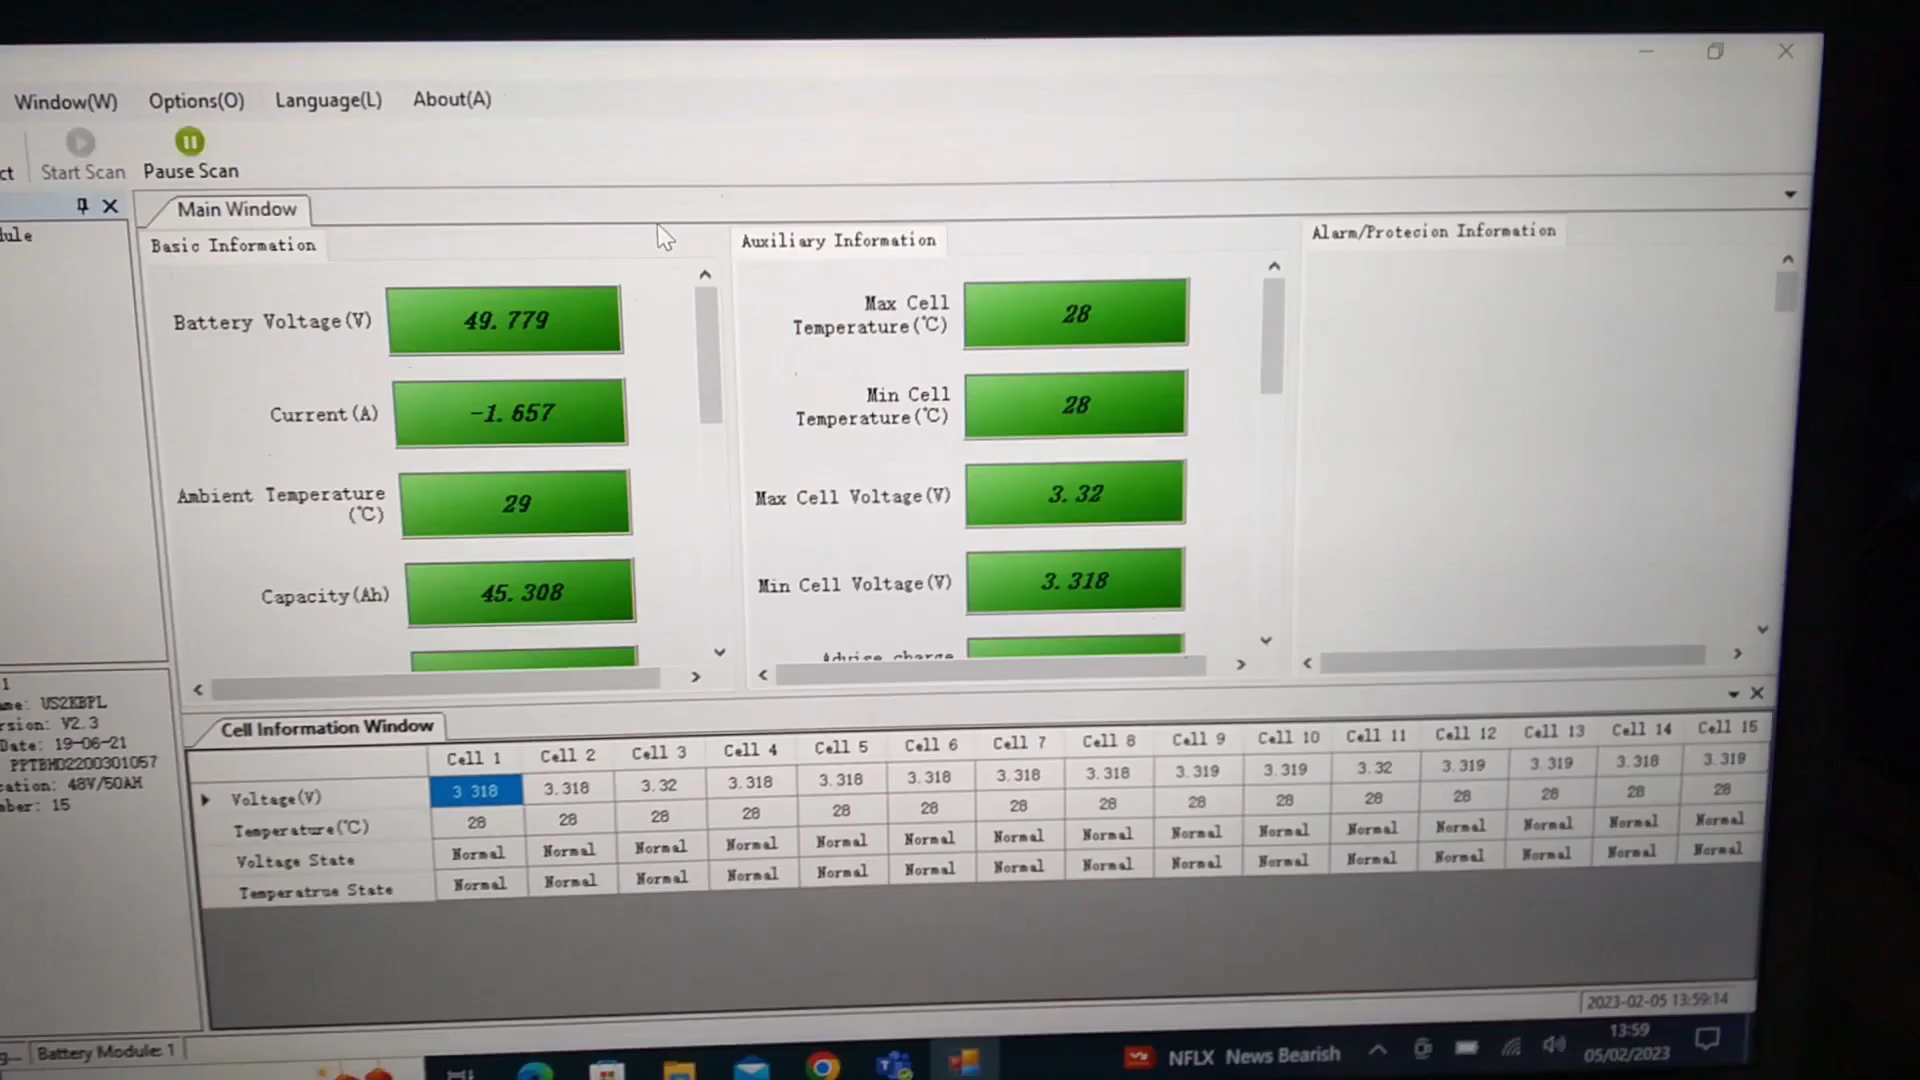 Window(W) Options(O) Language(L) About(A)
ct Start Scan Pause Scan
Main Window
dule
Basic Information
Auxiliary Information
Alarm/Protecion Information
Battery Voltage(V) 49.779
Current(A) -1.657
Ambient Temperature (℃) 29
Capacity(Ah) 45.308
Max Cell Temperature(℃) 28
Min Cell Temperature(℃) 28
Max Cell Voltage(V) 3.32
Min Cell Voltage(V) 3.318
Advise charge
1
ame: US2KBPL
rsion: V2.3
Date: 19-06-21
PPTBH02200301057
cation: 48V/50AH
mber: 15
Cell Information Window
Cell 1 Cell 2 Cell 3 Cell 4 Cell 5 Cell 6 Cell 7 Cell 8 Cell 9 Cell 10 Cell 11 Cell 12 Cell 13 Cell 14 Cell 15
Voltage(V) 3.318 3.318 3.32 3.318 3.318 3.318 3.318 3.318 3.319 3.319 3.32 3.319 3.319 3.318 3.319
Temperature(℃) 28 28 28 28 28 28 28 28 28 28 28 28 28 28 28
Voltage State Normal Normal Normal Normal Normal Normal Normal Normal Normal Normal Normal Normal Normal Normal Normal
Temperatrue State Normal Normal Normal Normal Normal Normal Normal Normal Normal Normal Normal Normal Normal Normal Normal
2023-02-05 13:59:14
g... Battery Module: 1
NFLX News Bearish
13:59
05/02/2023